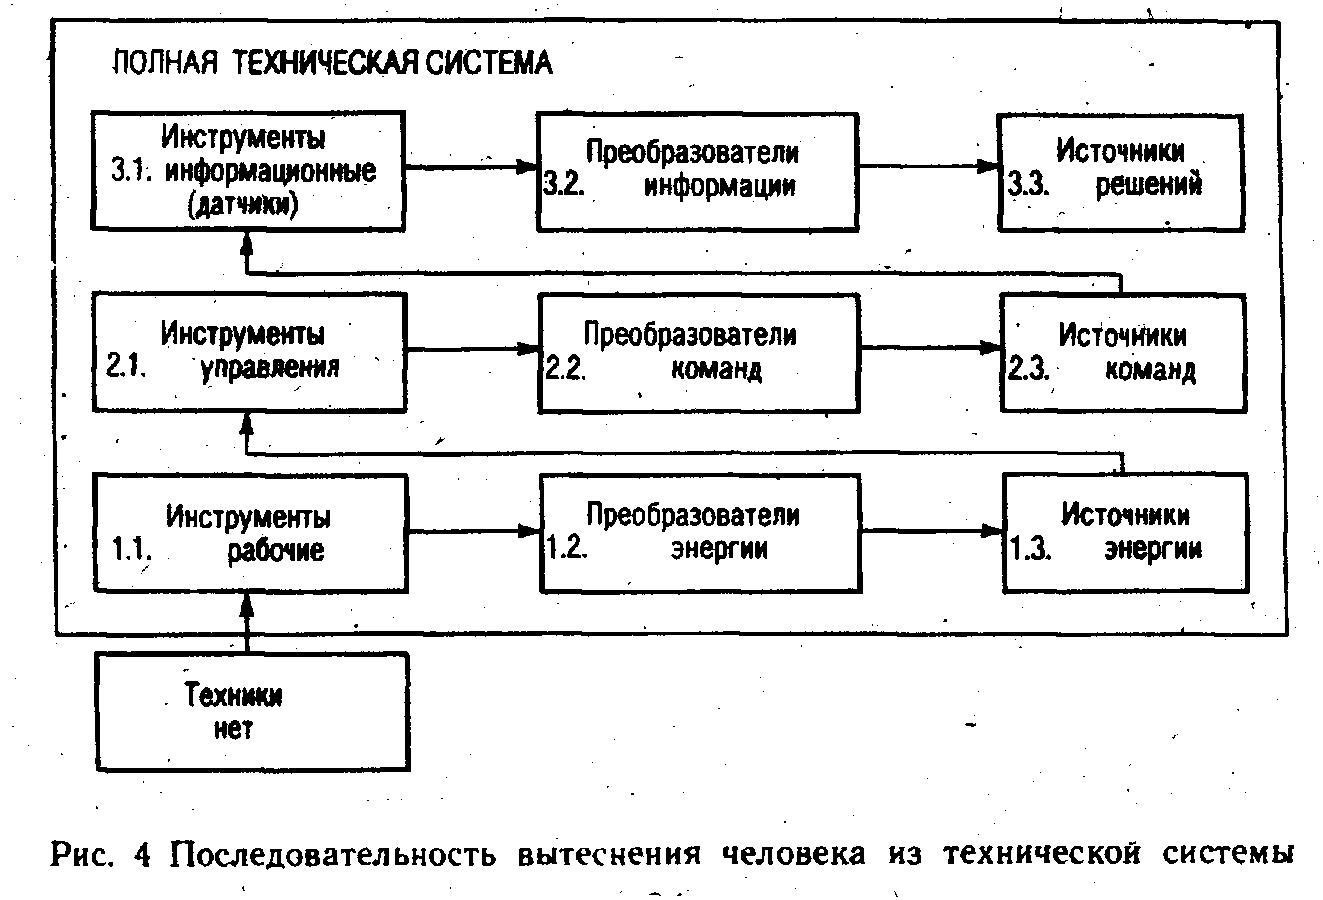 ПОЛНАЯ ТЕХНИЧЕСКАЯ СИСТЕМА
Инструменты
3.1. информационные
(датчики)
Преобразователи
3.2. информации
Источники
3.3. решений
Инструменты
2.1. управления
Преобразователи
2.2. команд
Источники
2.3. команд
Инструменты
1.1. рабочие
Преобразователи
1.2. энергии
Источники
1.3. энергии
Техники
нет
Рис. 4 Последовательность вытеснения человека из технической системы